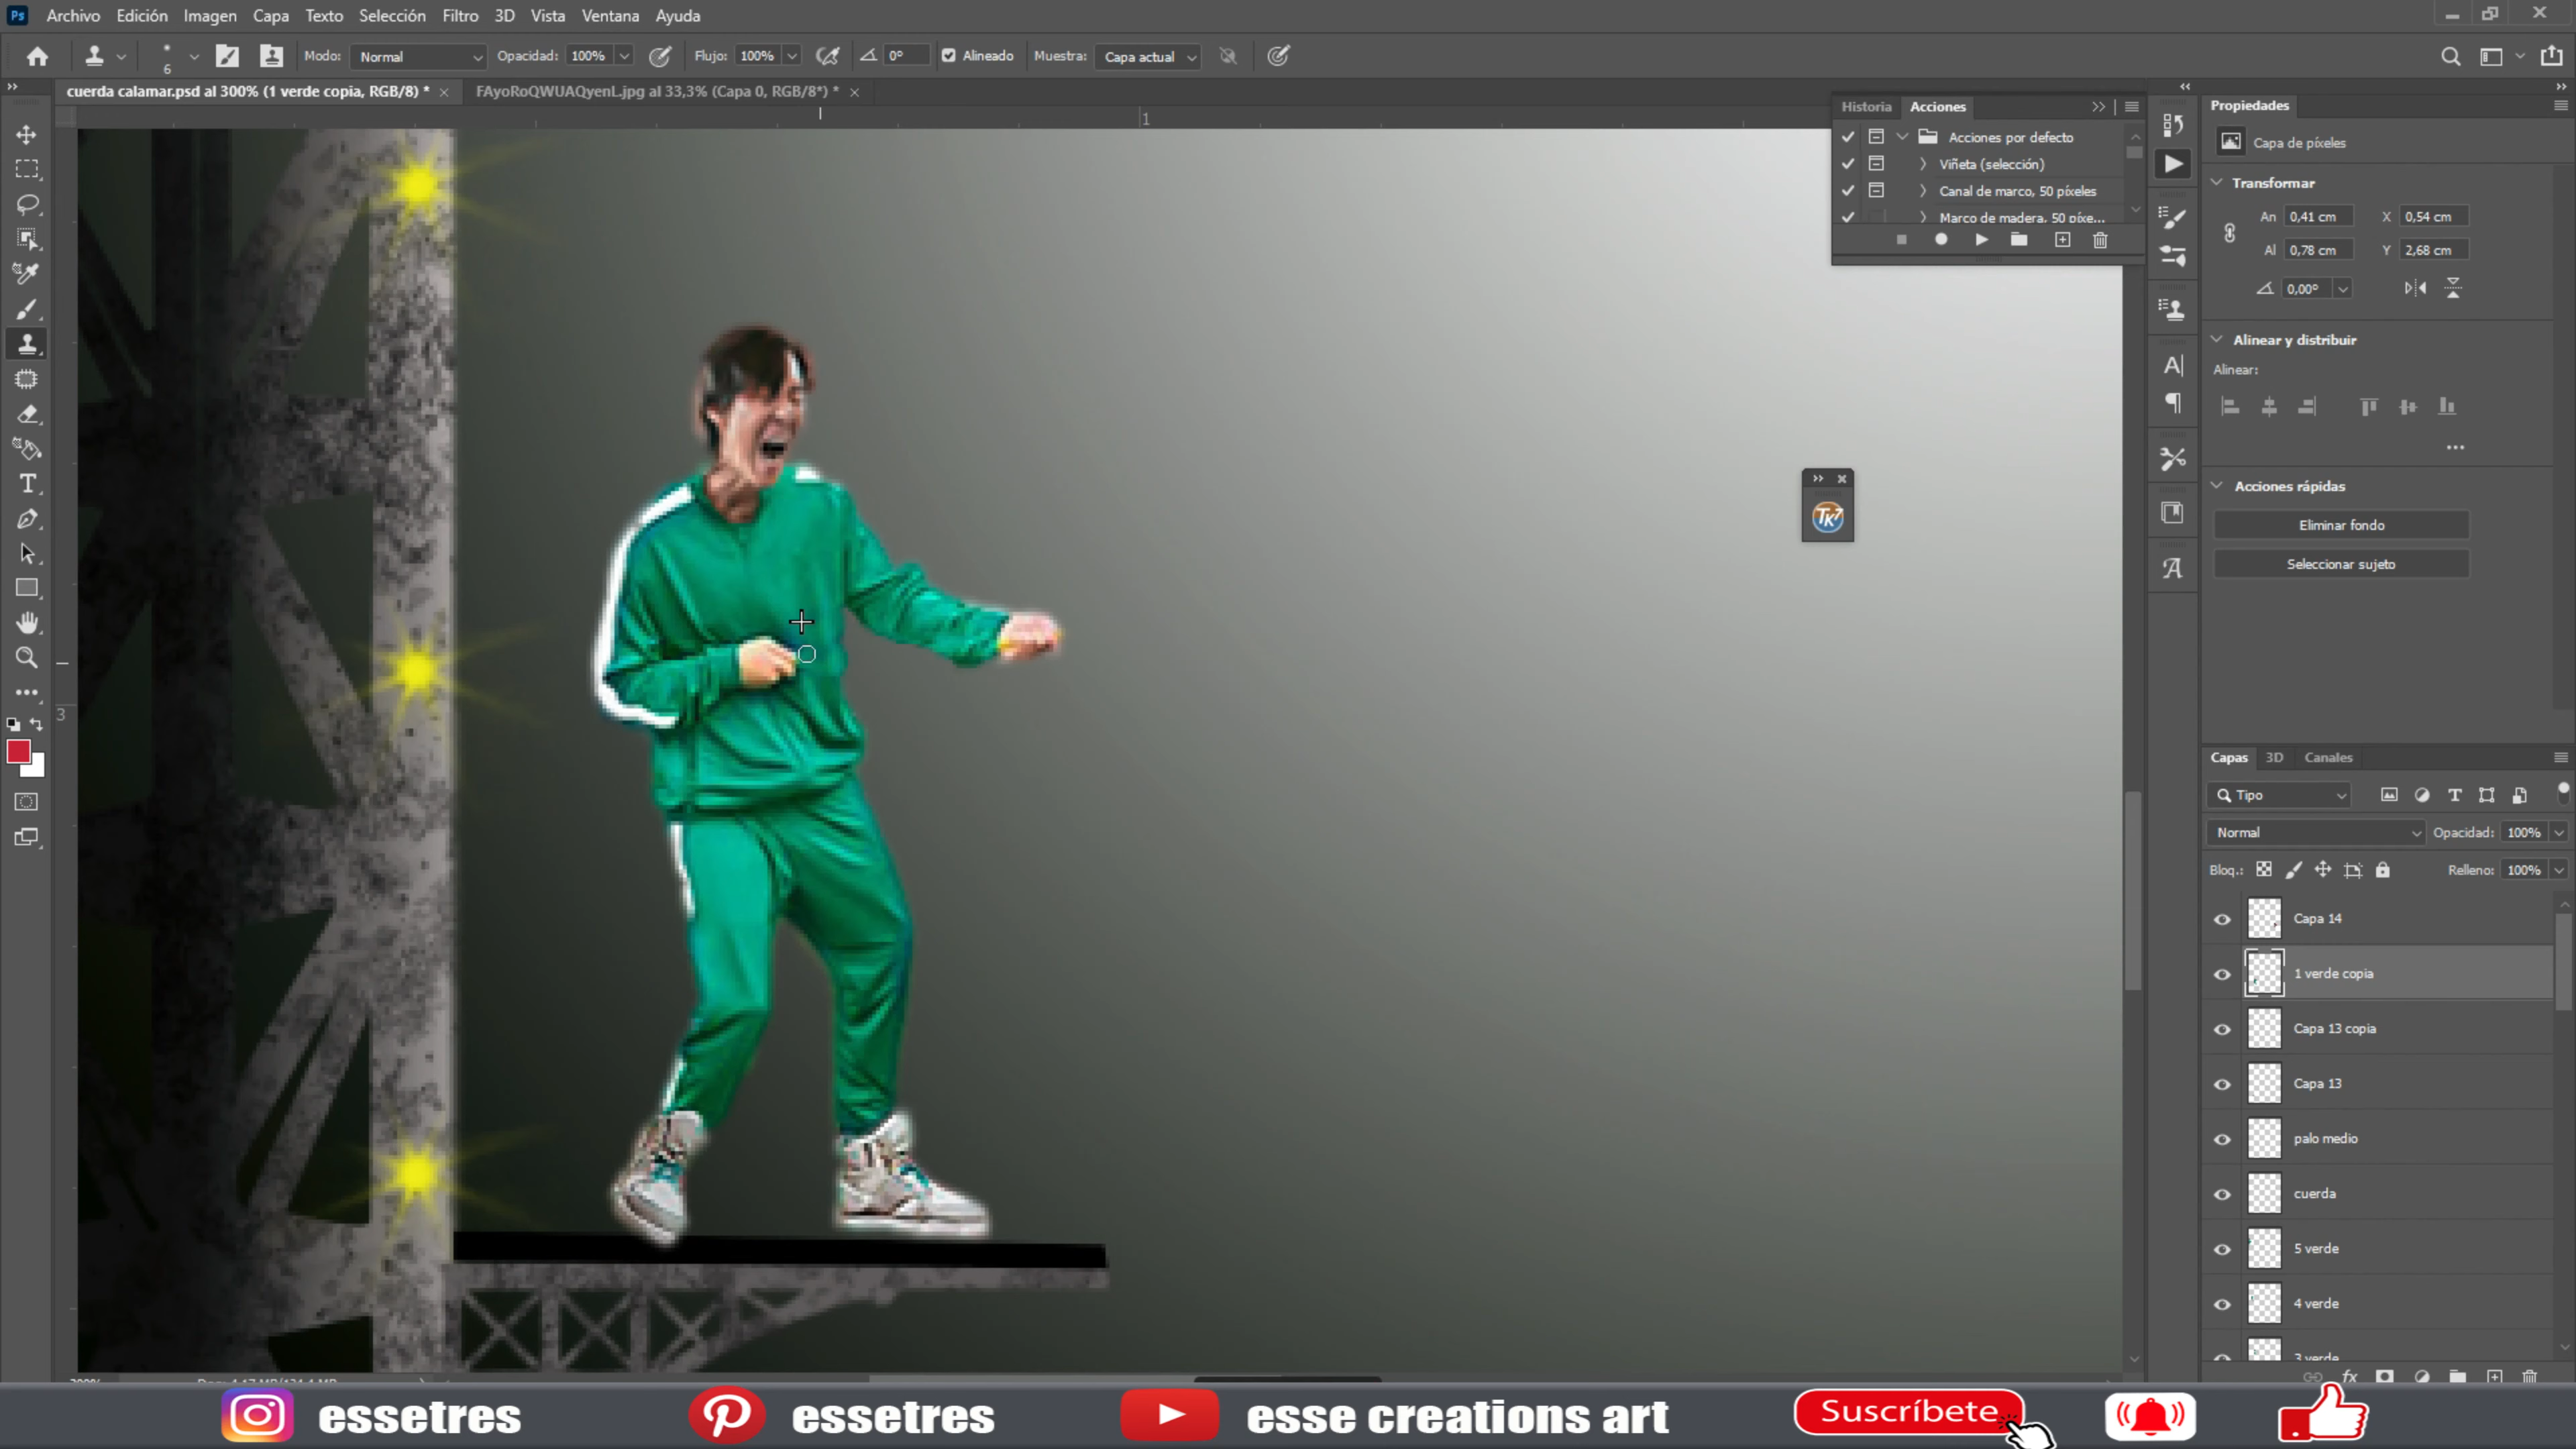 Ps Archivo Edición Imagen Capa Texto Selección Filtro 3D Vista Ventana Ayuda
6 Modo: Normal Opacidad: 100% Flujo: 100% 0° Alineado Muestra: Capa actual
cuerda calamar.psd al 300% (1 verde copia, RGB/8) * FAyoRoQWUAQyenL.jpg al 33,3% (Capa 0, RGB/8*) *
1
3
Historia Acciones
Acciones por defecto
Viñeta (selección)
Canal de marco, 50 píxeles
Marco de madera, 50 píxe...
TK7
Propiedades
Capa de píxeles
Transformar
An 0,41 cm X 0,54 cm
Al 0,78 cm Y 2,68 cm
0,00°
Alinear y distribuir
Alinear:
Acciones rápidas
Eliminar fondo
Seleccionar sujeto
Capas 3D Canales
Tipo
Normal Opacidad: 100%
Bloq.: Relleno: 100%
Capa 14
1 verde copia
Capa 13 copia
Capa 13
palo medio
cuerda
5 verde
4 verde
3 verde
essetres essetres esse creations art Suscríbete